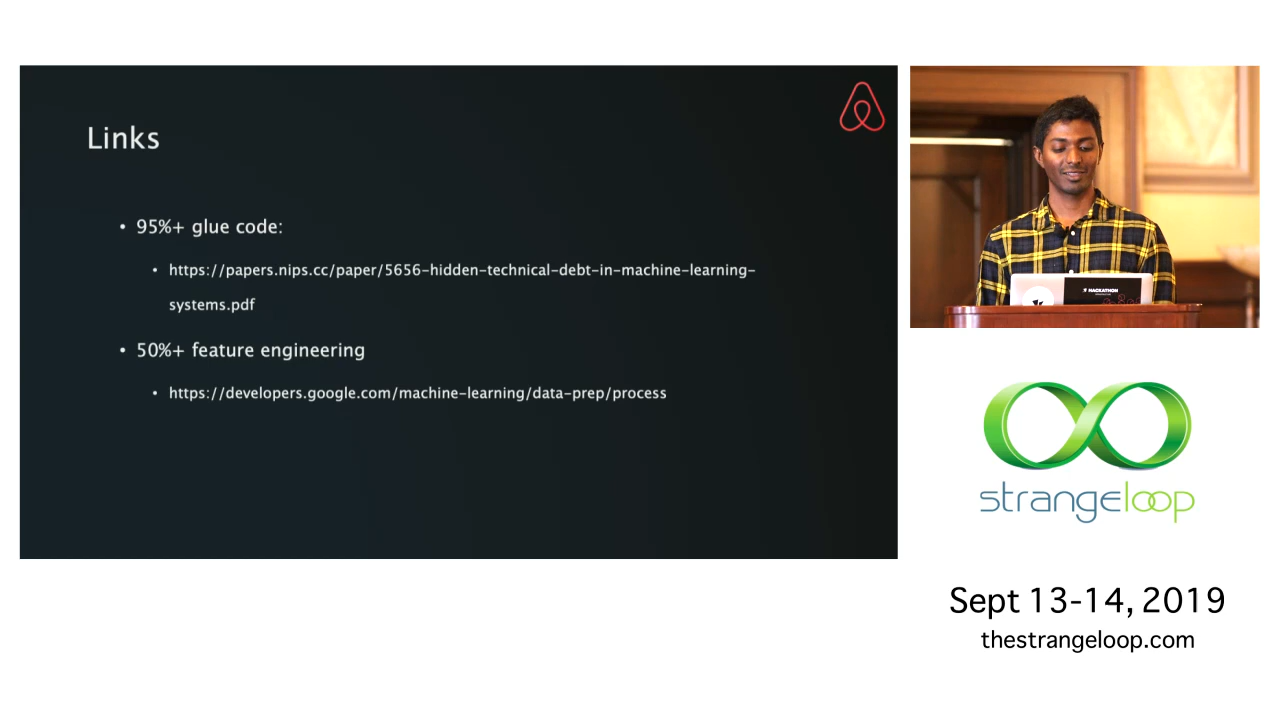 Links
• 95%+ glue code:
• https://papers.nips.cc/paper/5656-hidden-technical-debt-in-machine-learning-
systems.pdf
• 50%+ feature engineering
• https://developers.google.com/machine-learning/data-prep/process
HACKATHON
strangeloop
Sept 13-14, 2019
thestrangeloop.com